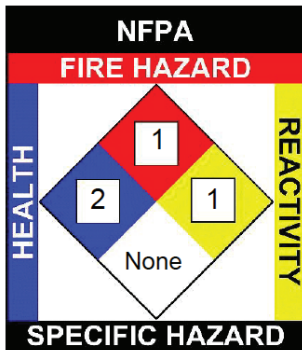 NFPA
FIRE HAZARD
HEALTH
1
2
1
REACTIVITY
None
SPECIFIC HAZARD